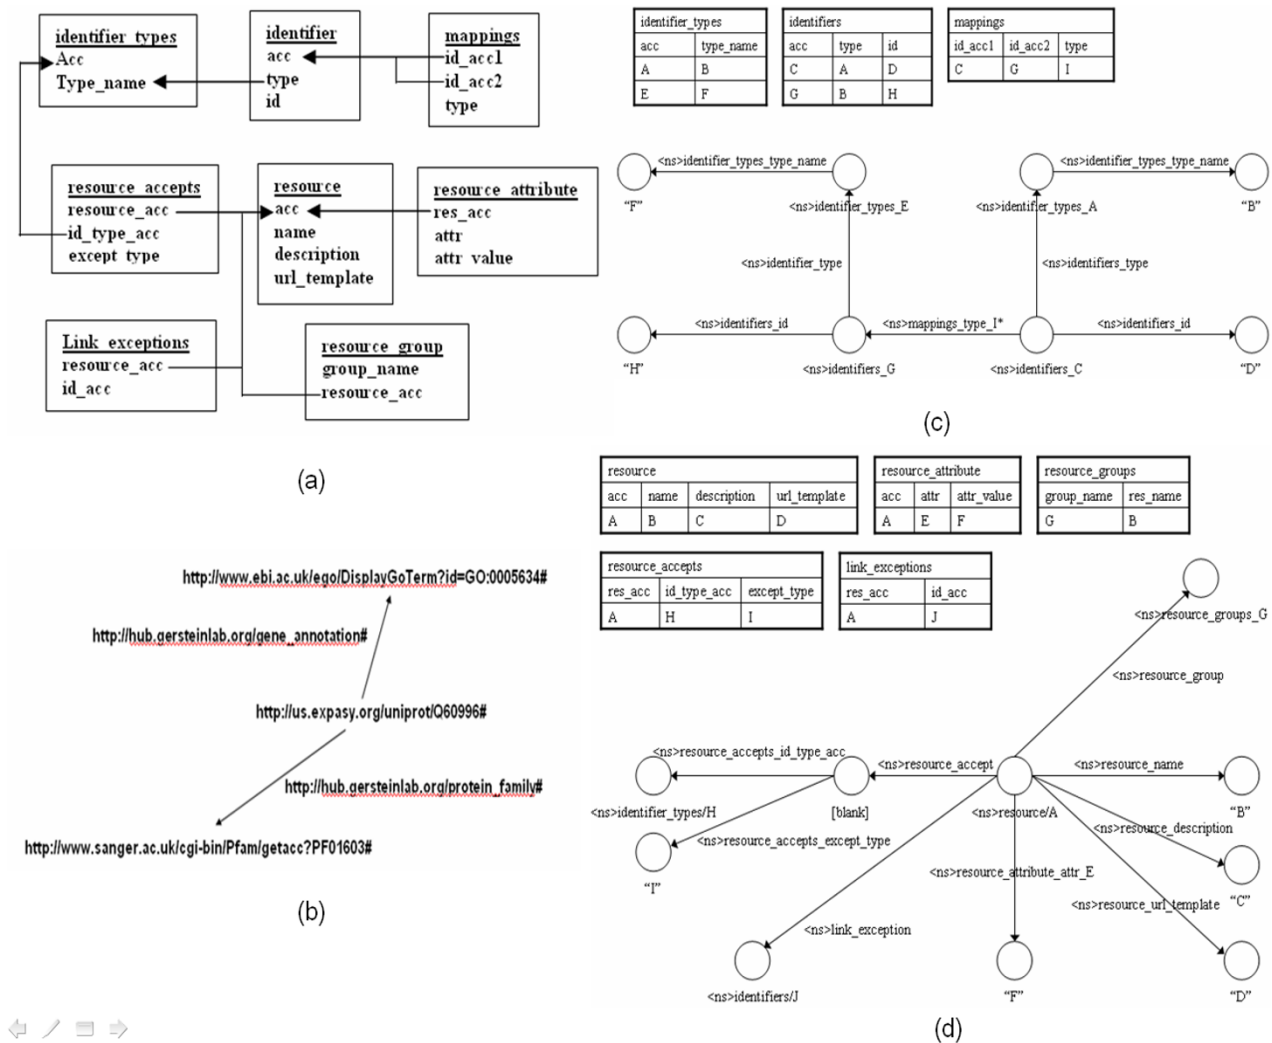 identifier_types
Acc
Type_name
identifier
acc
type
id
mappings
id_acc1
id_acc2
type
resource_accepts
resource_acc
id_type_acc
except_type
resource
acc
name
description
url_template
resource_attribute
res_acc
attr
attr_value
Link_exceptions
resource_acc
id_acc
resource_group
group_name
resource_acc
(a)
http://www.ebi.ac.uk/ego/DisplayGoTerm?id=GO:0005634#
http://hub.gersteinlab.org/gene_annotation#
http://us.expasy.org/uniprot/Q60996#
http://hub.gersteinlab.org/protein_family#
http://www.sanger.ac.uk/cgi-bin/Pfam/getacc?PF01603#
(b)
identifier_types
acc type_name
A B
E F
identifiers
acc type id
C A D
G B H
mappings
id_acc1 id_acc2 type
C G I
<ns>identifier_types_type_name
<ns>identifier_types_type_name
"F"
<ns>identifier_types_E
<ns>identifier_types_A
"B"
<ns>identifier_type
<ns>identifiers_type
<ns>identifiers_id
<ns>mappings_type_I*
<ns>identifiers_id
"H"
<ns>identifiers_G
<ns>identifiers_C
"D"
(c)
resource
acc name description url_template
A B C D
resource_attribute
acc attr attr_value
A E F
resource_groups
group_name res_name
G B
resource_accepts
res_acc id_type_acc except_type
A H I
link_exceptions
res_acc id_acc
A J
<ns>resource_groups_G
<ns>resource_group
<ns>resource_accepts_id_type_acc
<ns>resource_accept
<ns>resource_name
<ns>identifier_types/H
[blank]
<ns>resource/A
"B"
<ns>resource_description
<ns>resource_accepts_except_type
<ns>resource_attribute_attr_E
"I"
"C"
<ns>resource_url_template
<ns>link_exception
<ns>identifiers/J
"F"
"D"
(d)